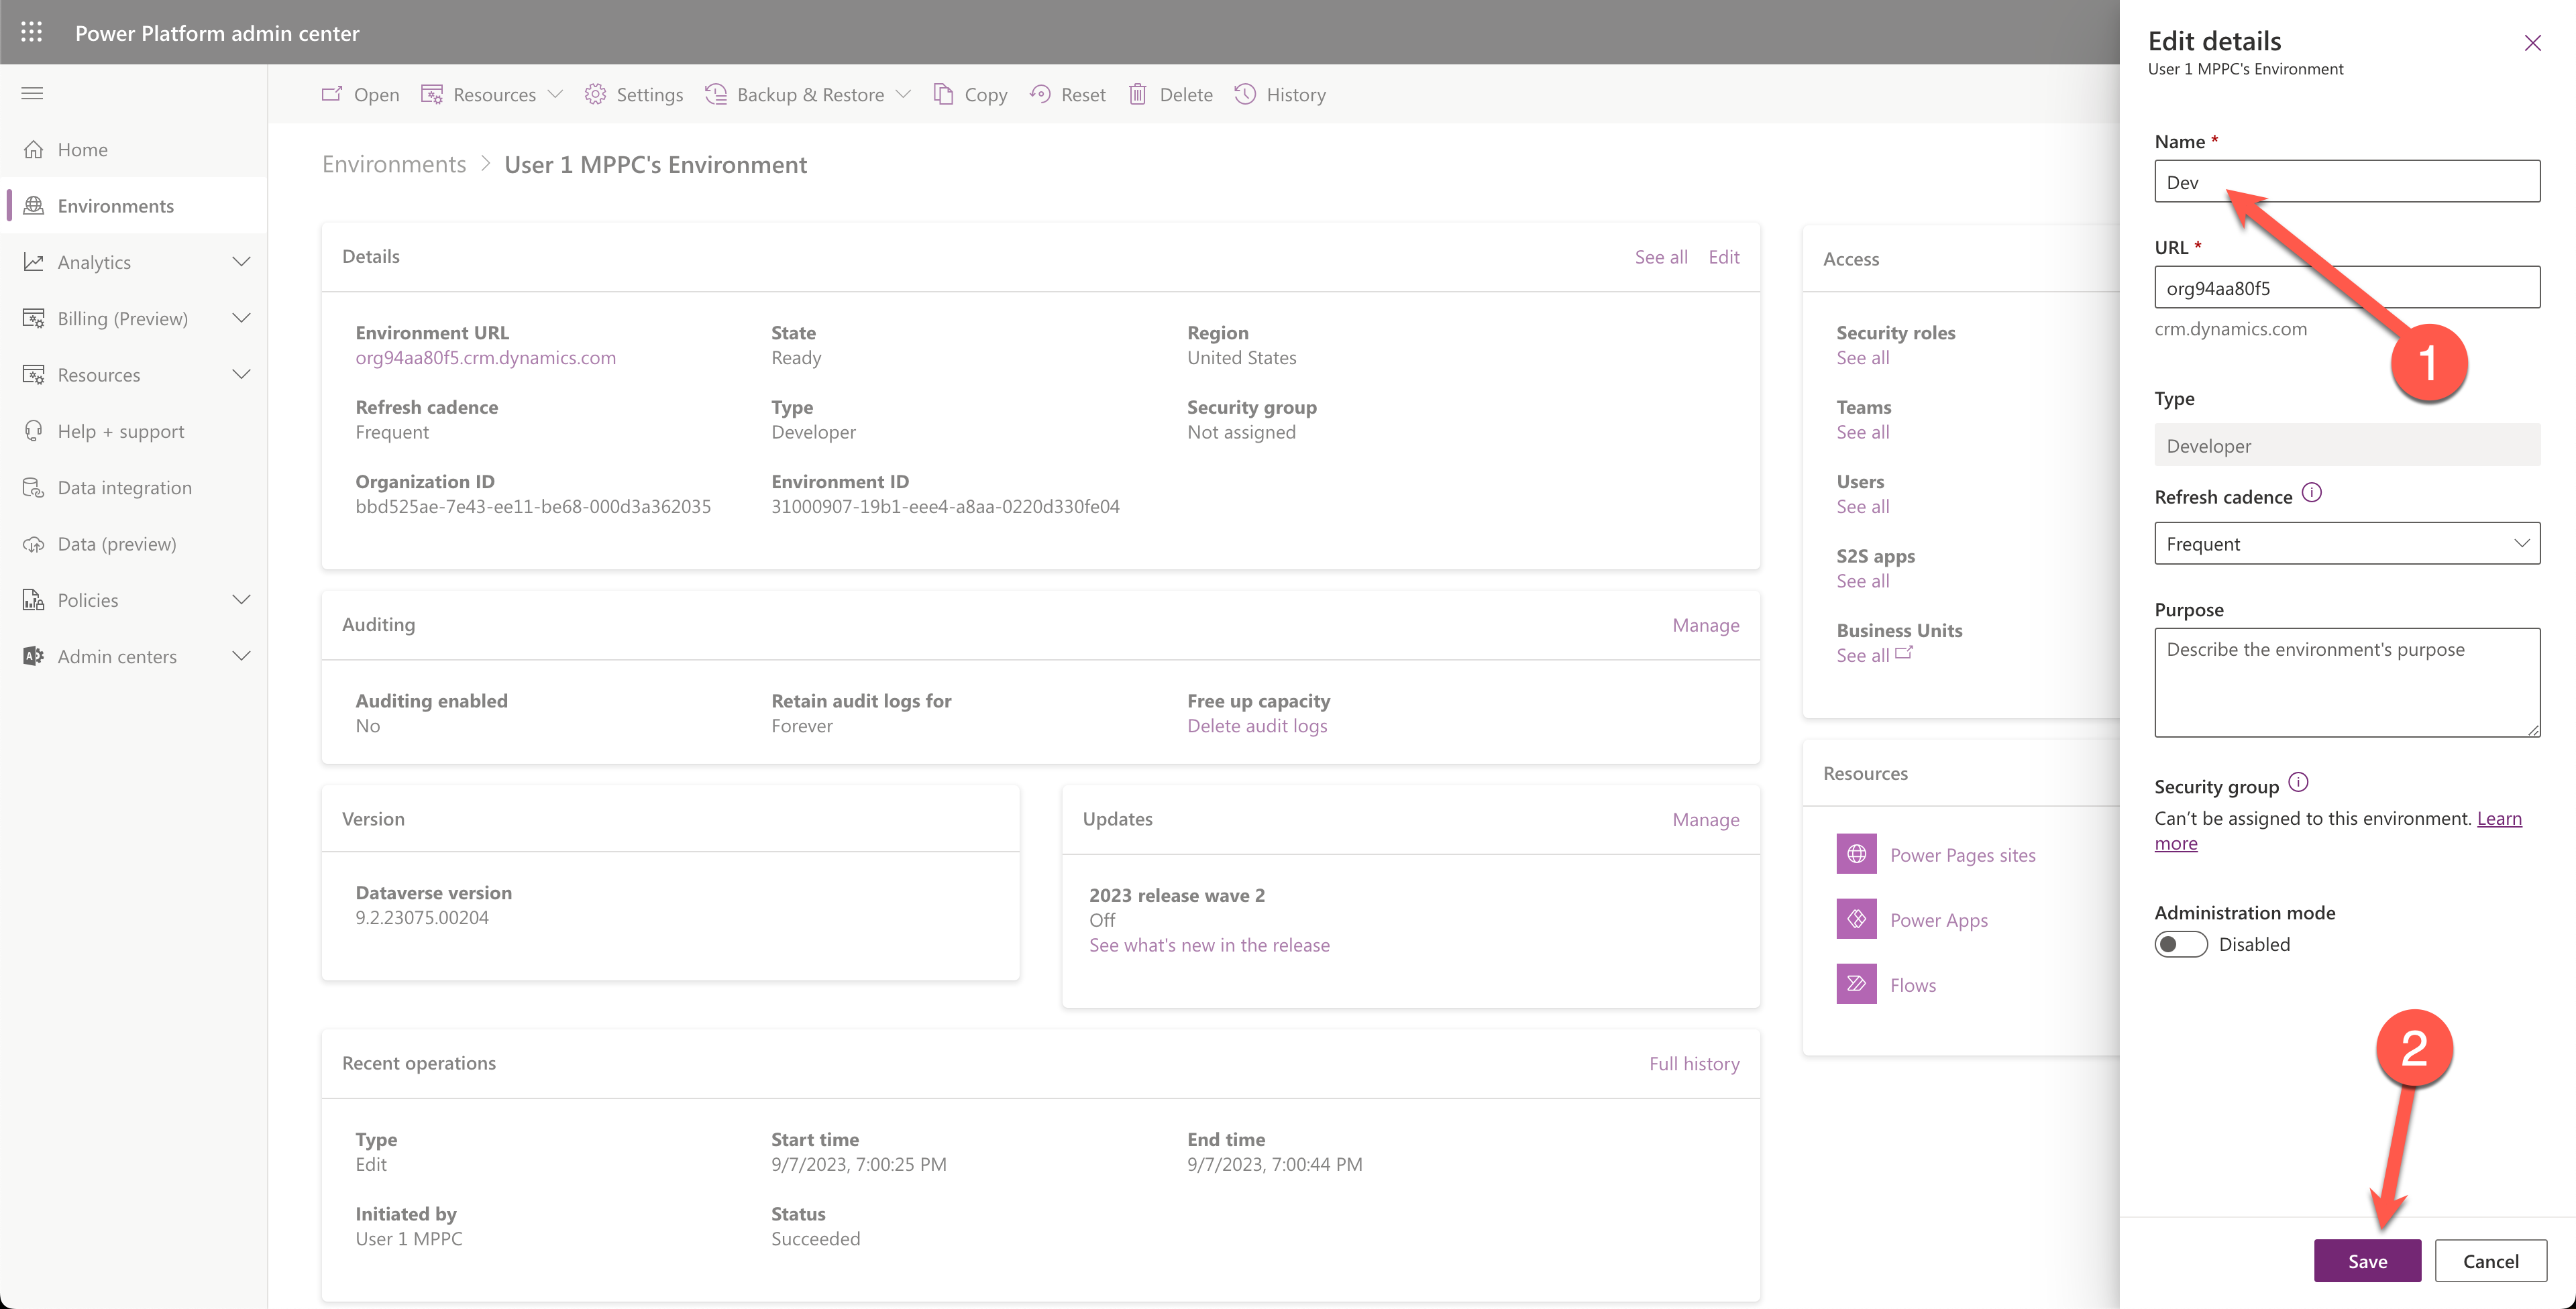 Power Platform admin center
Open Resources Settings Backup & Restore Copy Reset Delete History
Home
Environments
Analytics
Billing (Preview)
Resources
Help + support
Data integration
Data (preview)
Policies
Admin centers
Environments > User 1 MPPC's Environment
Details See all Edit
Environment URL State Region
org94aa80f5.crm.dynamics.com Ready United States
Refresh cadence Type Security group
Frequent Developer Not assigned
Organization ID Environment ID
bbd525ae-7e43-ee11-be68-000d3a362035 31000907-19b1-eee4-a8aa-0220d330fe04
Auditing Manage
Auditing enabled Retain audit logs for Free up capacity
No Forever Delete audit logs
Version
Dataverse version
9.2.23075.00204
Updates Manage
2023 release wave 2
Off
See what's new in the release
Recent operations Full history
Type Start time End time
Edit 9/7/2023, 7:00:25 PM 9/7/2023, 7:00:44 PM
Initiated by Status
User 1 MPPC Succeeded
Access
Security roles
See all
Teams
See all
Users
See all
S2S apps
See all
Business Units
See all
Resources
Power Pages sites
Power Apps
Flows
Edit details
User 1 MPPC's Environment
Name *
Dev
URL *
org94aa80f5
crm.dynamics.com
1
Type
Developer
Refresh cadence
Frequent
Purpose
Describe the environment's purpose
Security group
Can't be assigned to this environment. Learn
more
Administration mode
Disabled
2
Save Cancel